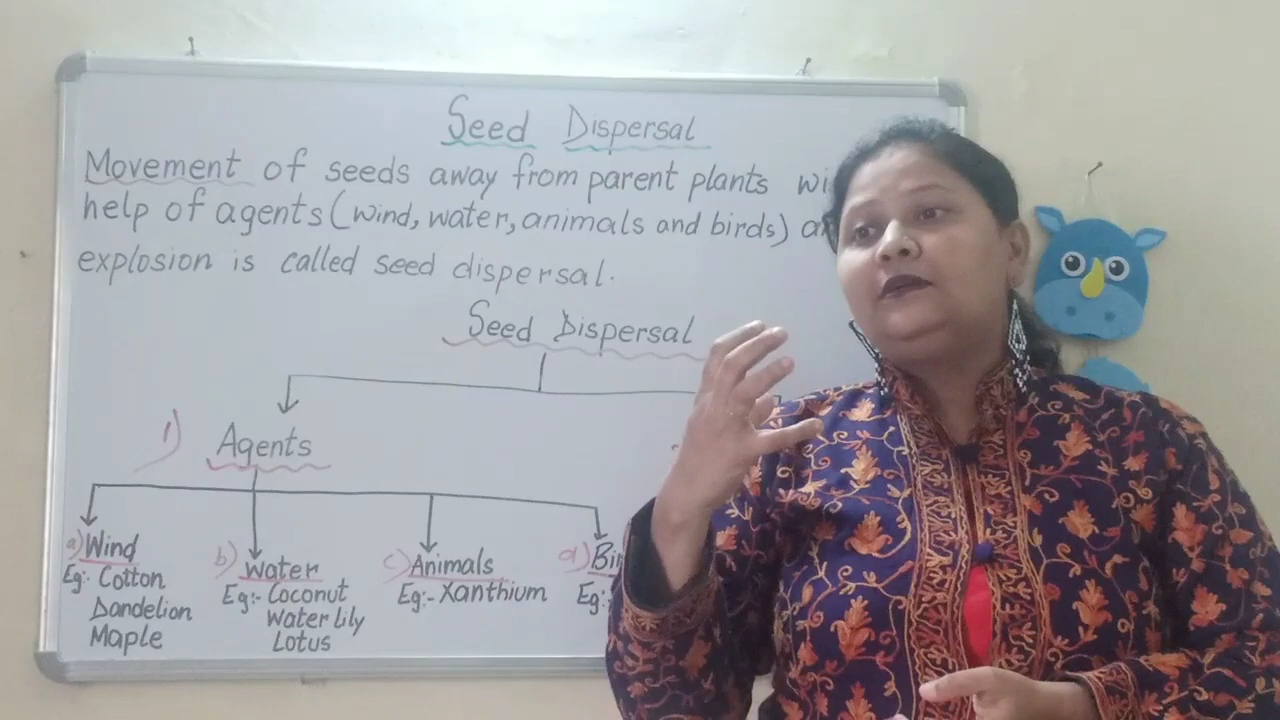 Seed Dispersal
Movement of seeds away from parent plants
help of agents (wind, water, animals and birds)
explosion is called seed dispersal.
Seed Dispersal
1) Agents
a) Wind
Eg:- Cotton
Dandelion
Maple
b) Water
Eg:- Coconut
Water Lily
Lotus
c) Animals
Eg:- Xanthium
d)
Eg: